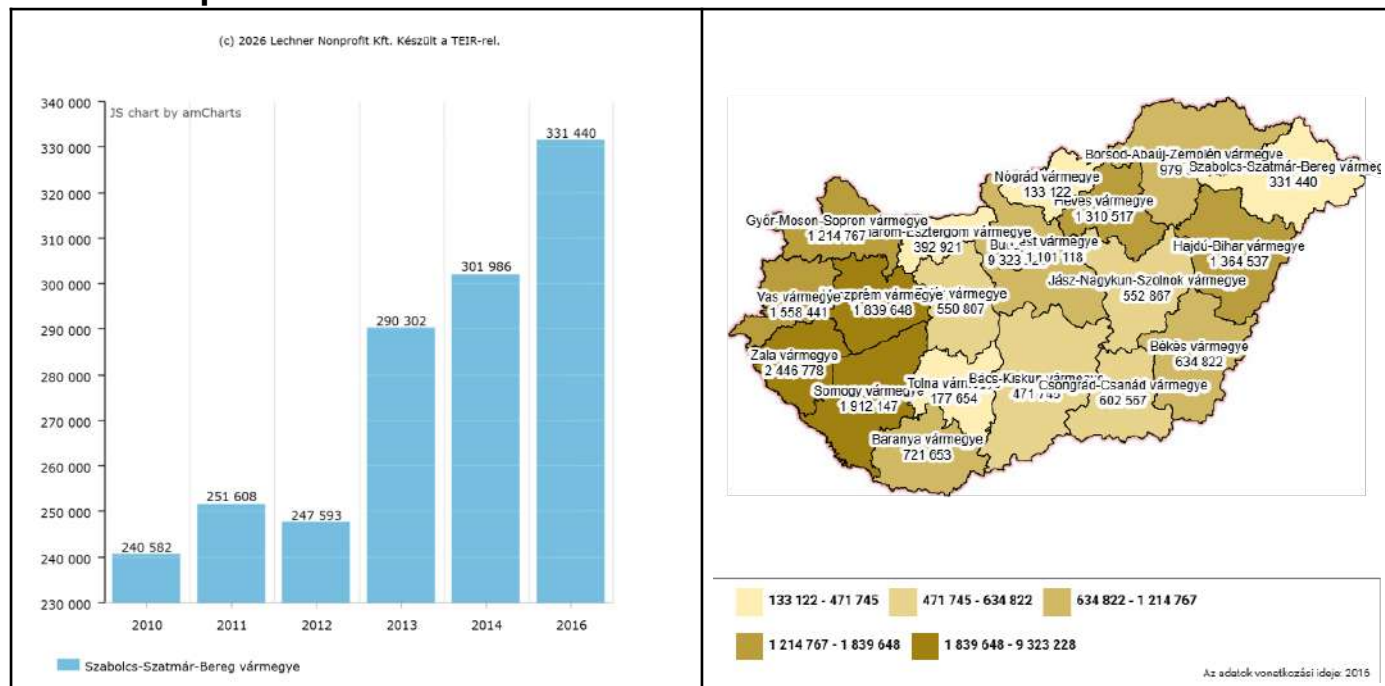 (c) 2026 Lechner Nonprofit Kft. Készült a TEIR-rel.
JS chart by amCharts
340 000
330 000
320 000
310 000
300 000
290 000
280 000
270 000
260 000
250 000
240 000
230 000
240 582
251 608
247 593
290 302
301 986
331 440
2010
2011
2012
2013
2014
2016
Szabolcs-Szatmár-Bereg vármegye
Borsod-Abaúj-Zemplén vármegye
979
Szabolcs-Szatmár-Bereg
331 440
Nógrád vármegye
133 122
Heves vármegye
1 310 517
Győr-Moson-Sopron vármegye
1 214 767
vármegye
392 921
vármegye
9 323
1 101 118
Hajdú-Bihar vármegye
1 364 537
Jász-Nagykun-Szolnok vármegye
552 867
Vas vármegye
1 558 441
vármegye
1 839 648
vármegye
550 807
Békés vármegye
634 822
Zala vármegye
2 446 778
Somogy vármegye
1 912 147
Tolna
177 654
Bács-Kiskun
471 745
Csongrád-Csanád vármegye
602 567
Baranya vármegye
721 653
133 122 - 471 745
471 745 - 634 822
634 822 - 1 214 767
1 214 767 - 1 839 648
1 839 648 - 9 323 228
Az adatok vonatkozási ideje: 2016